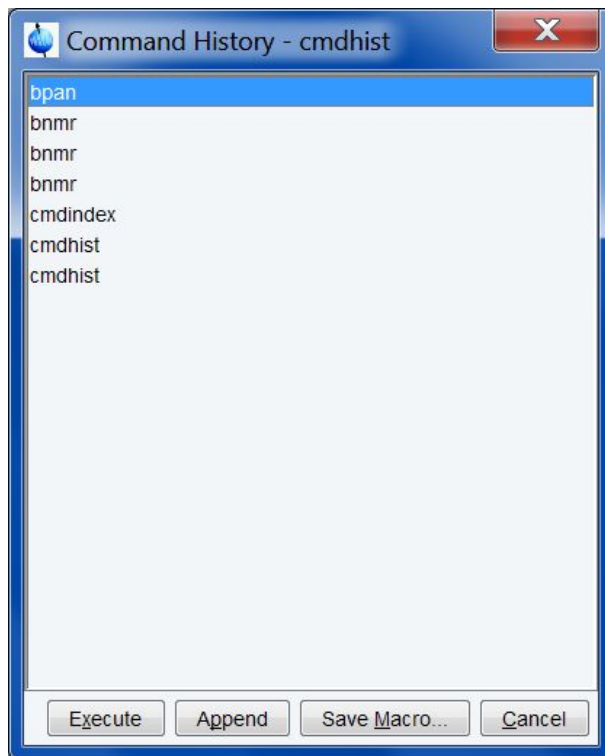 Command History - cmdhist
bpan
bnmr
bnmr
bnmr
cmdindex
cmdhist
cmdhist
Execute Append Save Macro... Cancel